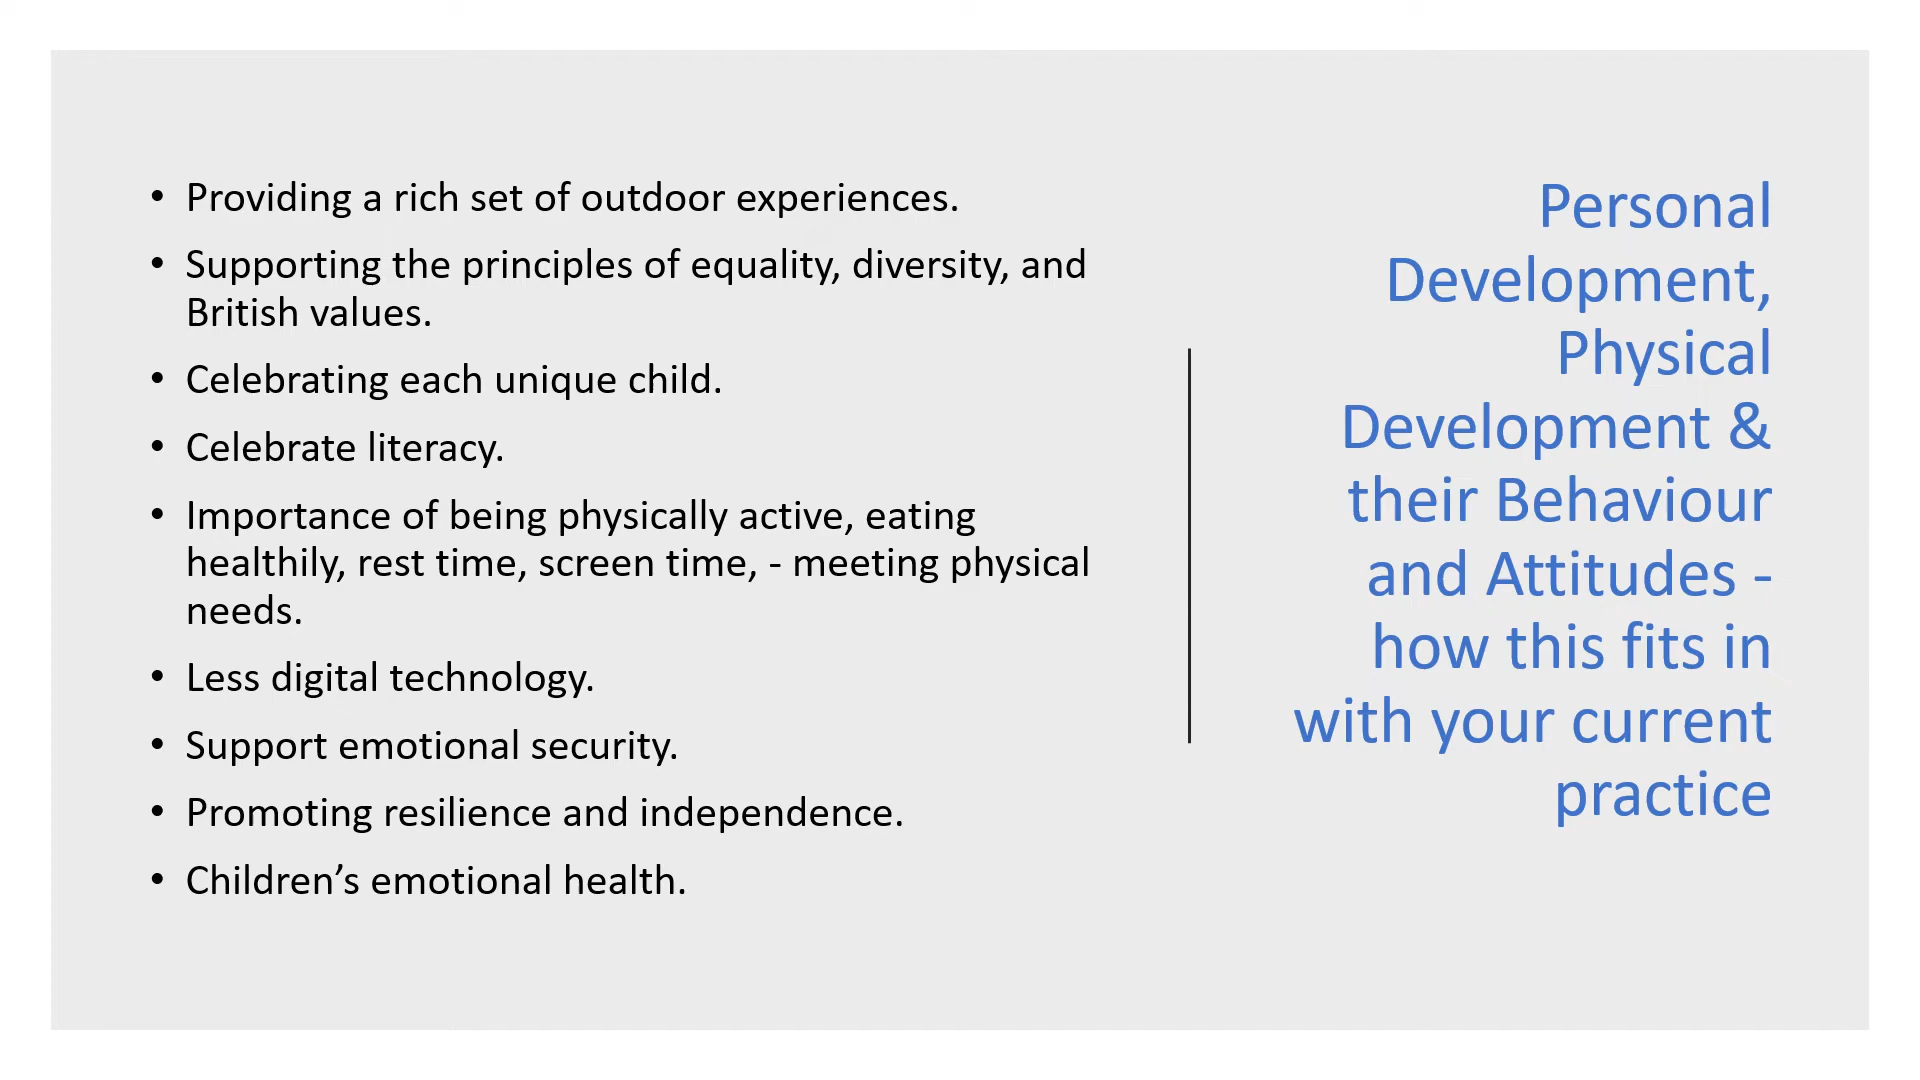 • Providing a rich set of outdoor experiences.
• Supporting the principles of equality, diversity, and
British values.
• Celebrating each unique child.
• Celebrate literacy.
• Importance of being physically active, eating
healthily, rest time, screen time, - meeting physical
needs.
• Less digital technology.
• Support emotional security.
• Promoting resilience and independence.
• Children’s emotional health.
Personal
Development,
Physical
Development &
their Behaviour
and Attitudes -
how this fits in
with your current
practice